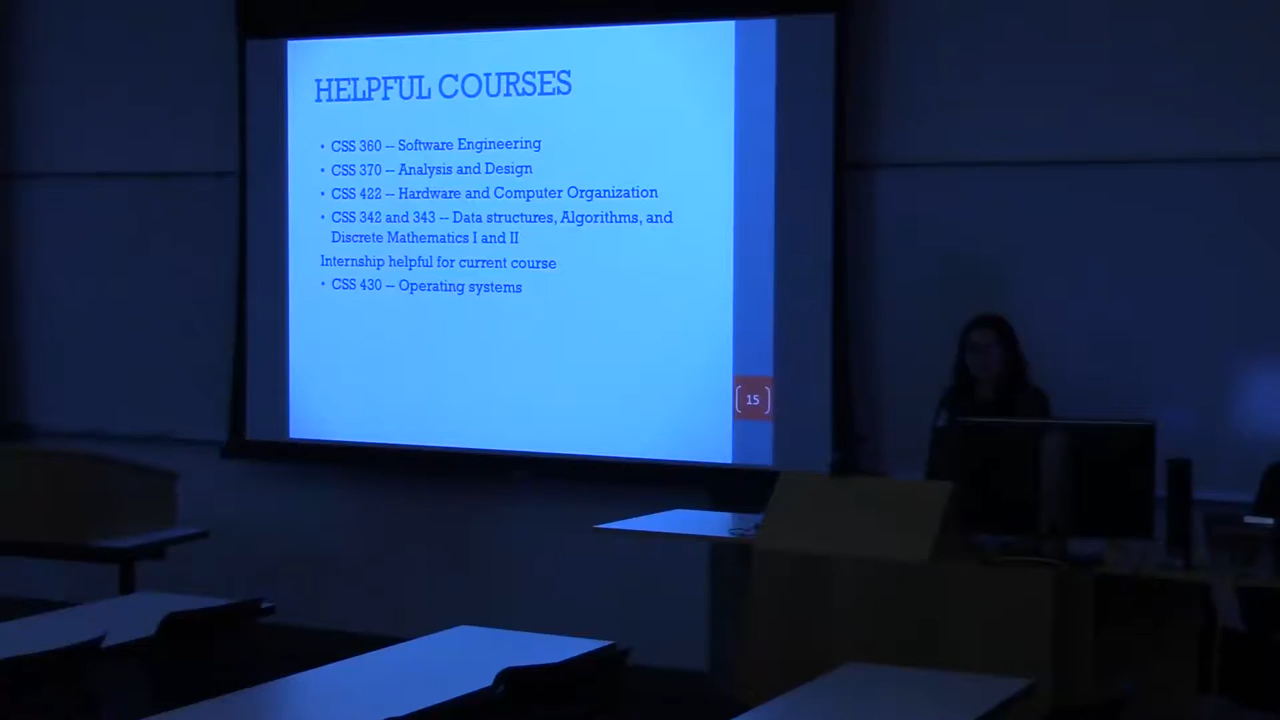 HELPFUL COURSES
• CSS 360 – Software Engineering
• CSS 370 – Analysis and Design
• CSS 422 – Hardware and Computer Organization
• CSS 342 and 343 – Data structures, Algorithms, and
Discrete Mathematics I and II
Internship helpful for current course
• CSS 430 – Operating systems
15